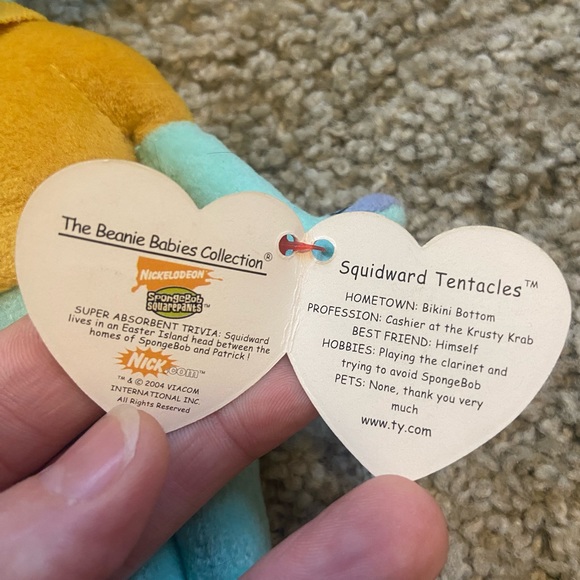 The Beanie Babies Collection®
NICKELODEON
SpongeBob
SQUAREPANTS™
SUPER ABSORBENT TRIVIA: Squidward
lives in an Easter Island head between the
homes of SpongeBob and Patrick!
NICK.com™
™ & © 2004 VIACOM
INTERNATIONAL INC.
All Rights Reserved
Squidward Tentacles™
HOMETOWN: Bikini Bottom
PROFESSION: Cashier at the Krusty Krab
BEST FRIEND: Himself
HOBBIES: Playing the clarinet and
trying to avoid SpongeBob
PETS: None, thank you very
much
www.ty.com